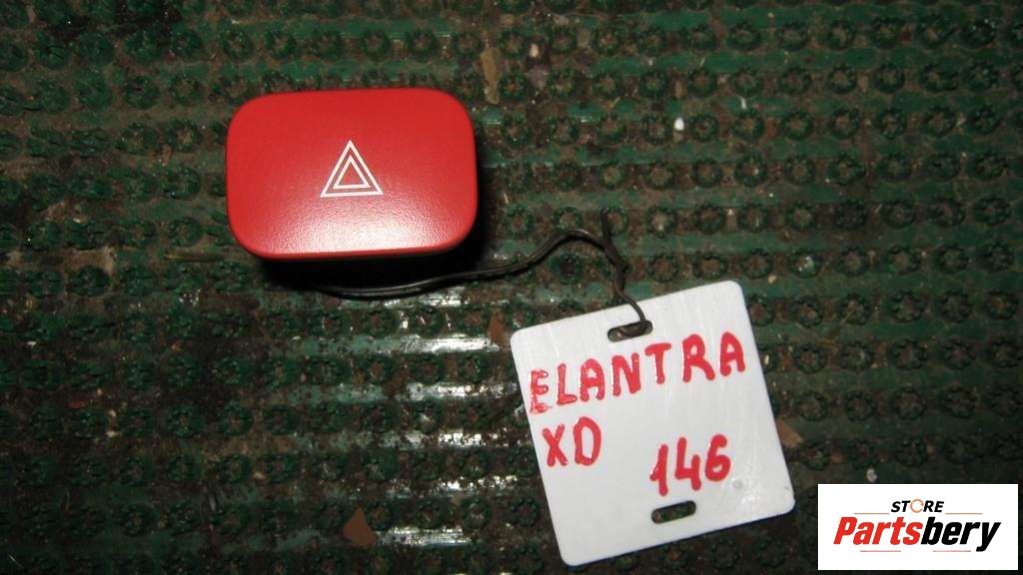 ELANTRA
XD 146
STORE
Partsbery